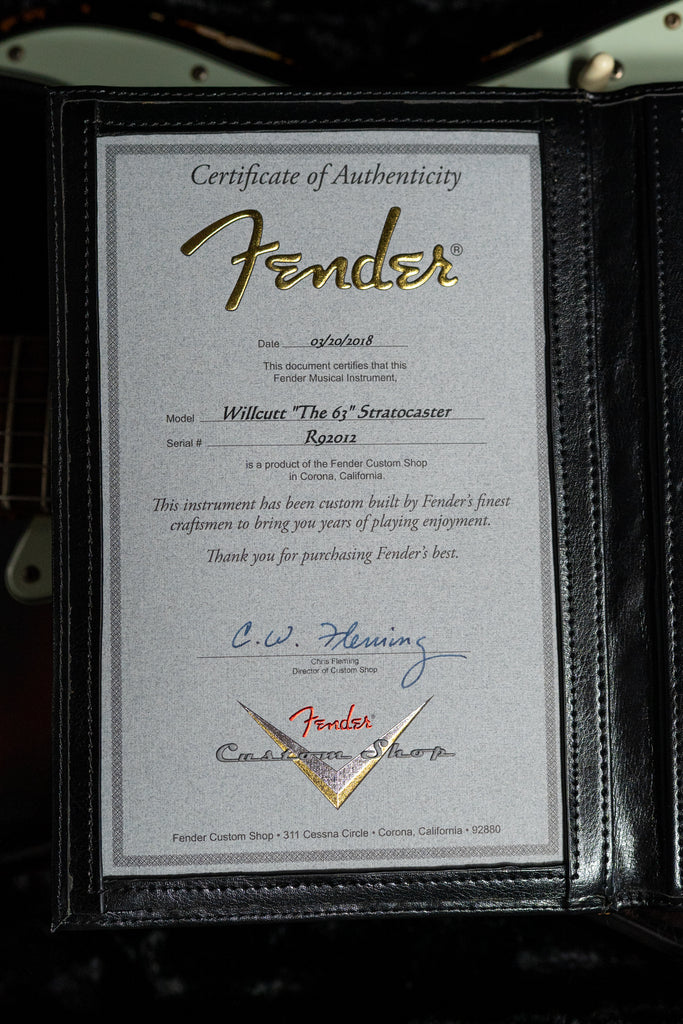 Certificate of Authenticity
Fender®
Date 03/20/2018
This document certifies that this
Fender Musical Instrument,
Model Willcutt "The 63" Stratocaster
Serial # R92012
is a product of the Fender Custom Shop
in Corona, California.
This instrument has been custom built by Fender's finest
craftsmen to bring you years of playing enjoyment.
Thank you for purchasing Fender's best.
C.W. Fleming
Chris Fleming
Director of Custom Shop
Fender®
Custom Shop
Fender Custom Shop • 311 Cessna Circle • Corona, California • 92880